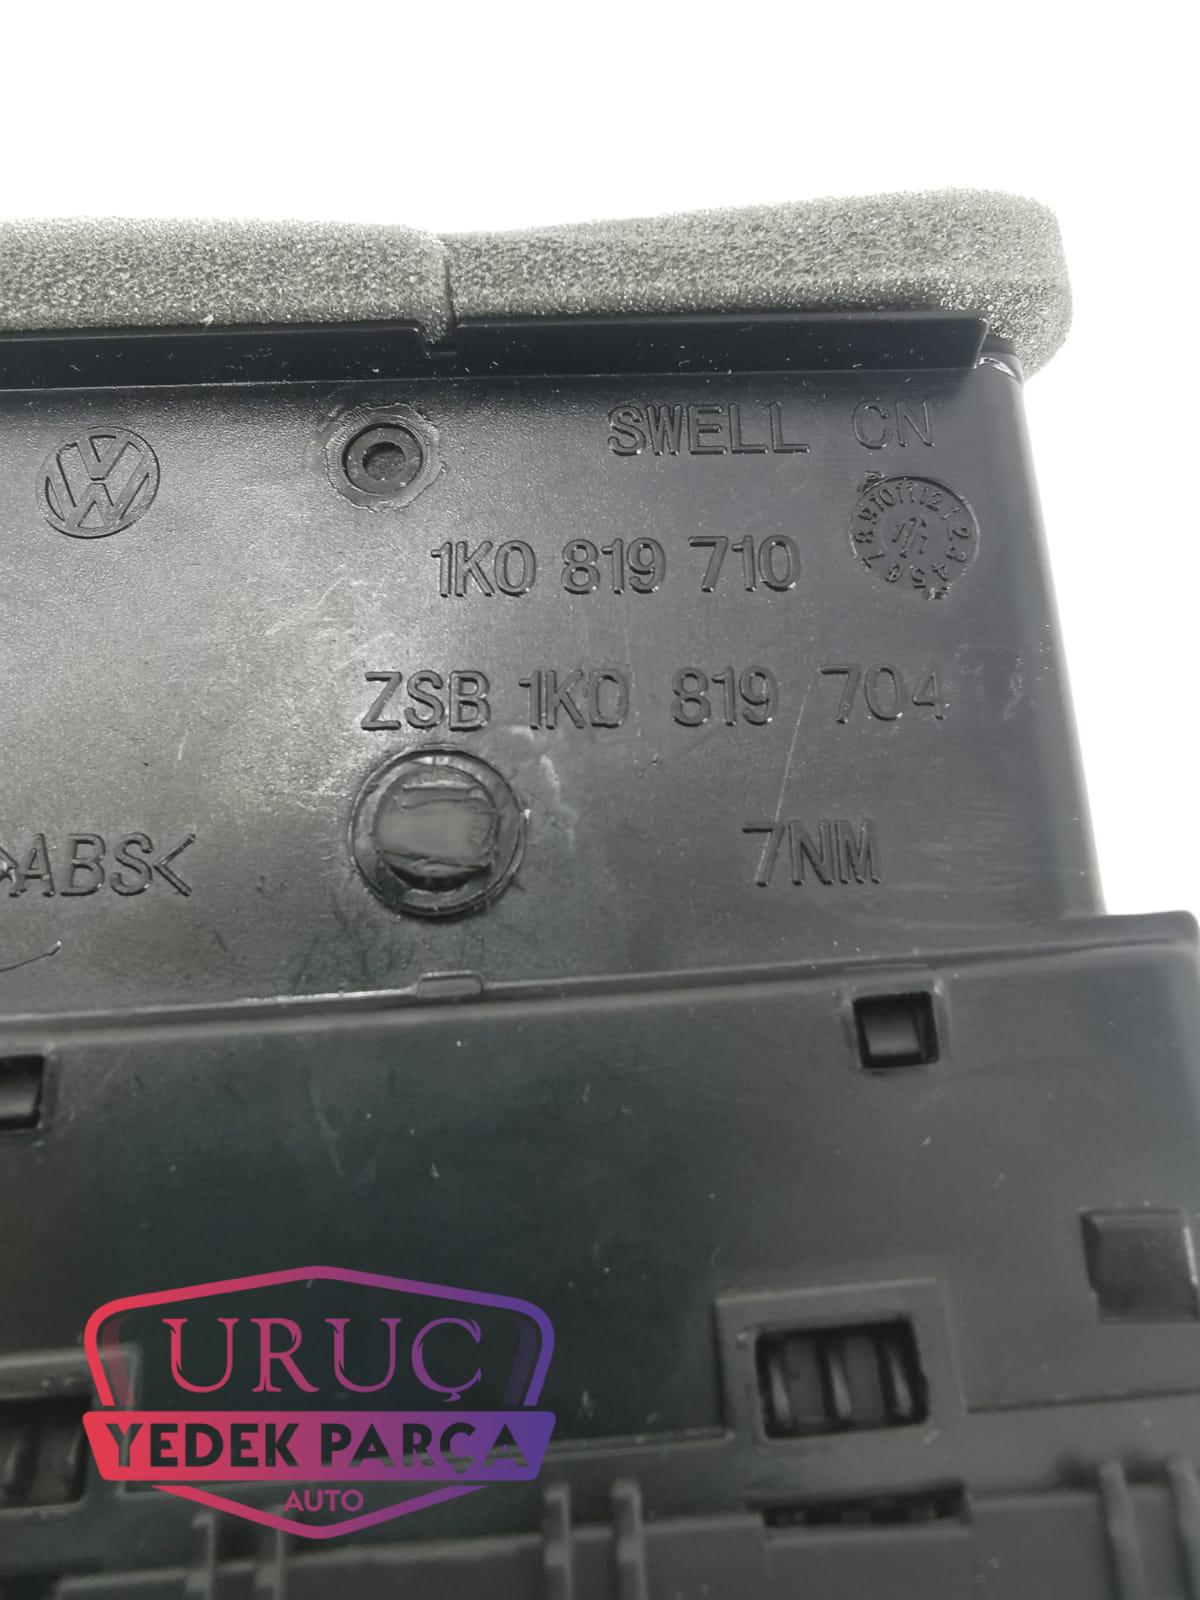 SWELL CN
1K0 819 710
ZSB 1K0 819 704
>ABS<
7NM
URUÇ
YEDEK PARÇA
AUTO